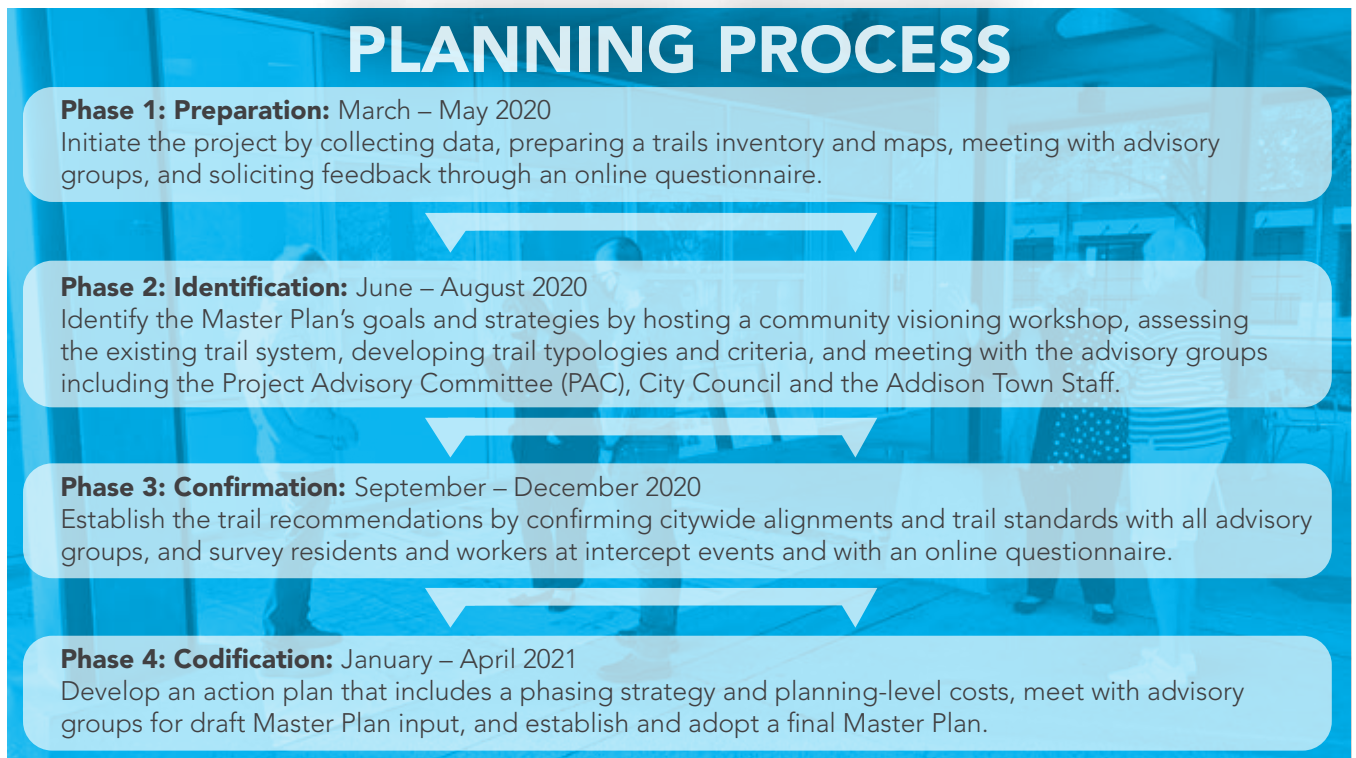 PLANNING PROCESS
Phase 1: Preparation: March – May 2020
Initiate the project by collecting data, preparing a trails inventory and maps, meeting with advisory
groups, and soliciting feedback through an online questionnaire.
Phase 2: Identification: June – August 2020
Identify the Master Plan’s goals and strategies by hosting a community visioning workshop, assessing
the existing trail system, developing trail typologies and criteria, and meeting with the advisory groups
including the Project Advisory Committee (PAC), City Council and the Addison Town Staff.
Phase 3: Confirmation: September – December 2020
Establish the trail recommendations by confirming citywide alignments and trail standards with all advisory
groups, and survey residents and workers at intercept events and with an online questionnaire.
Phase 4: Codification: January – April 2021
Develop an action plan that includes a phasing strategy and planning-level costs, meet with advisory
groups for draft Master Plan input, and establish and adopt a final Master Plan.